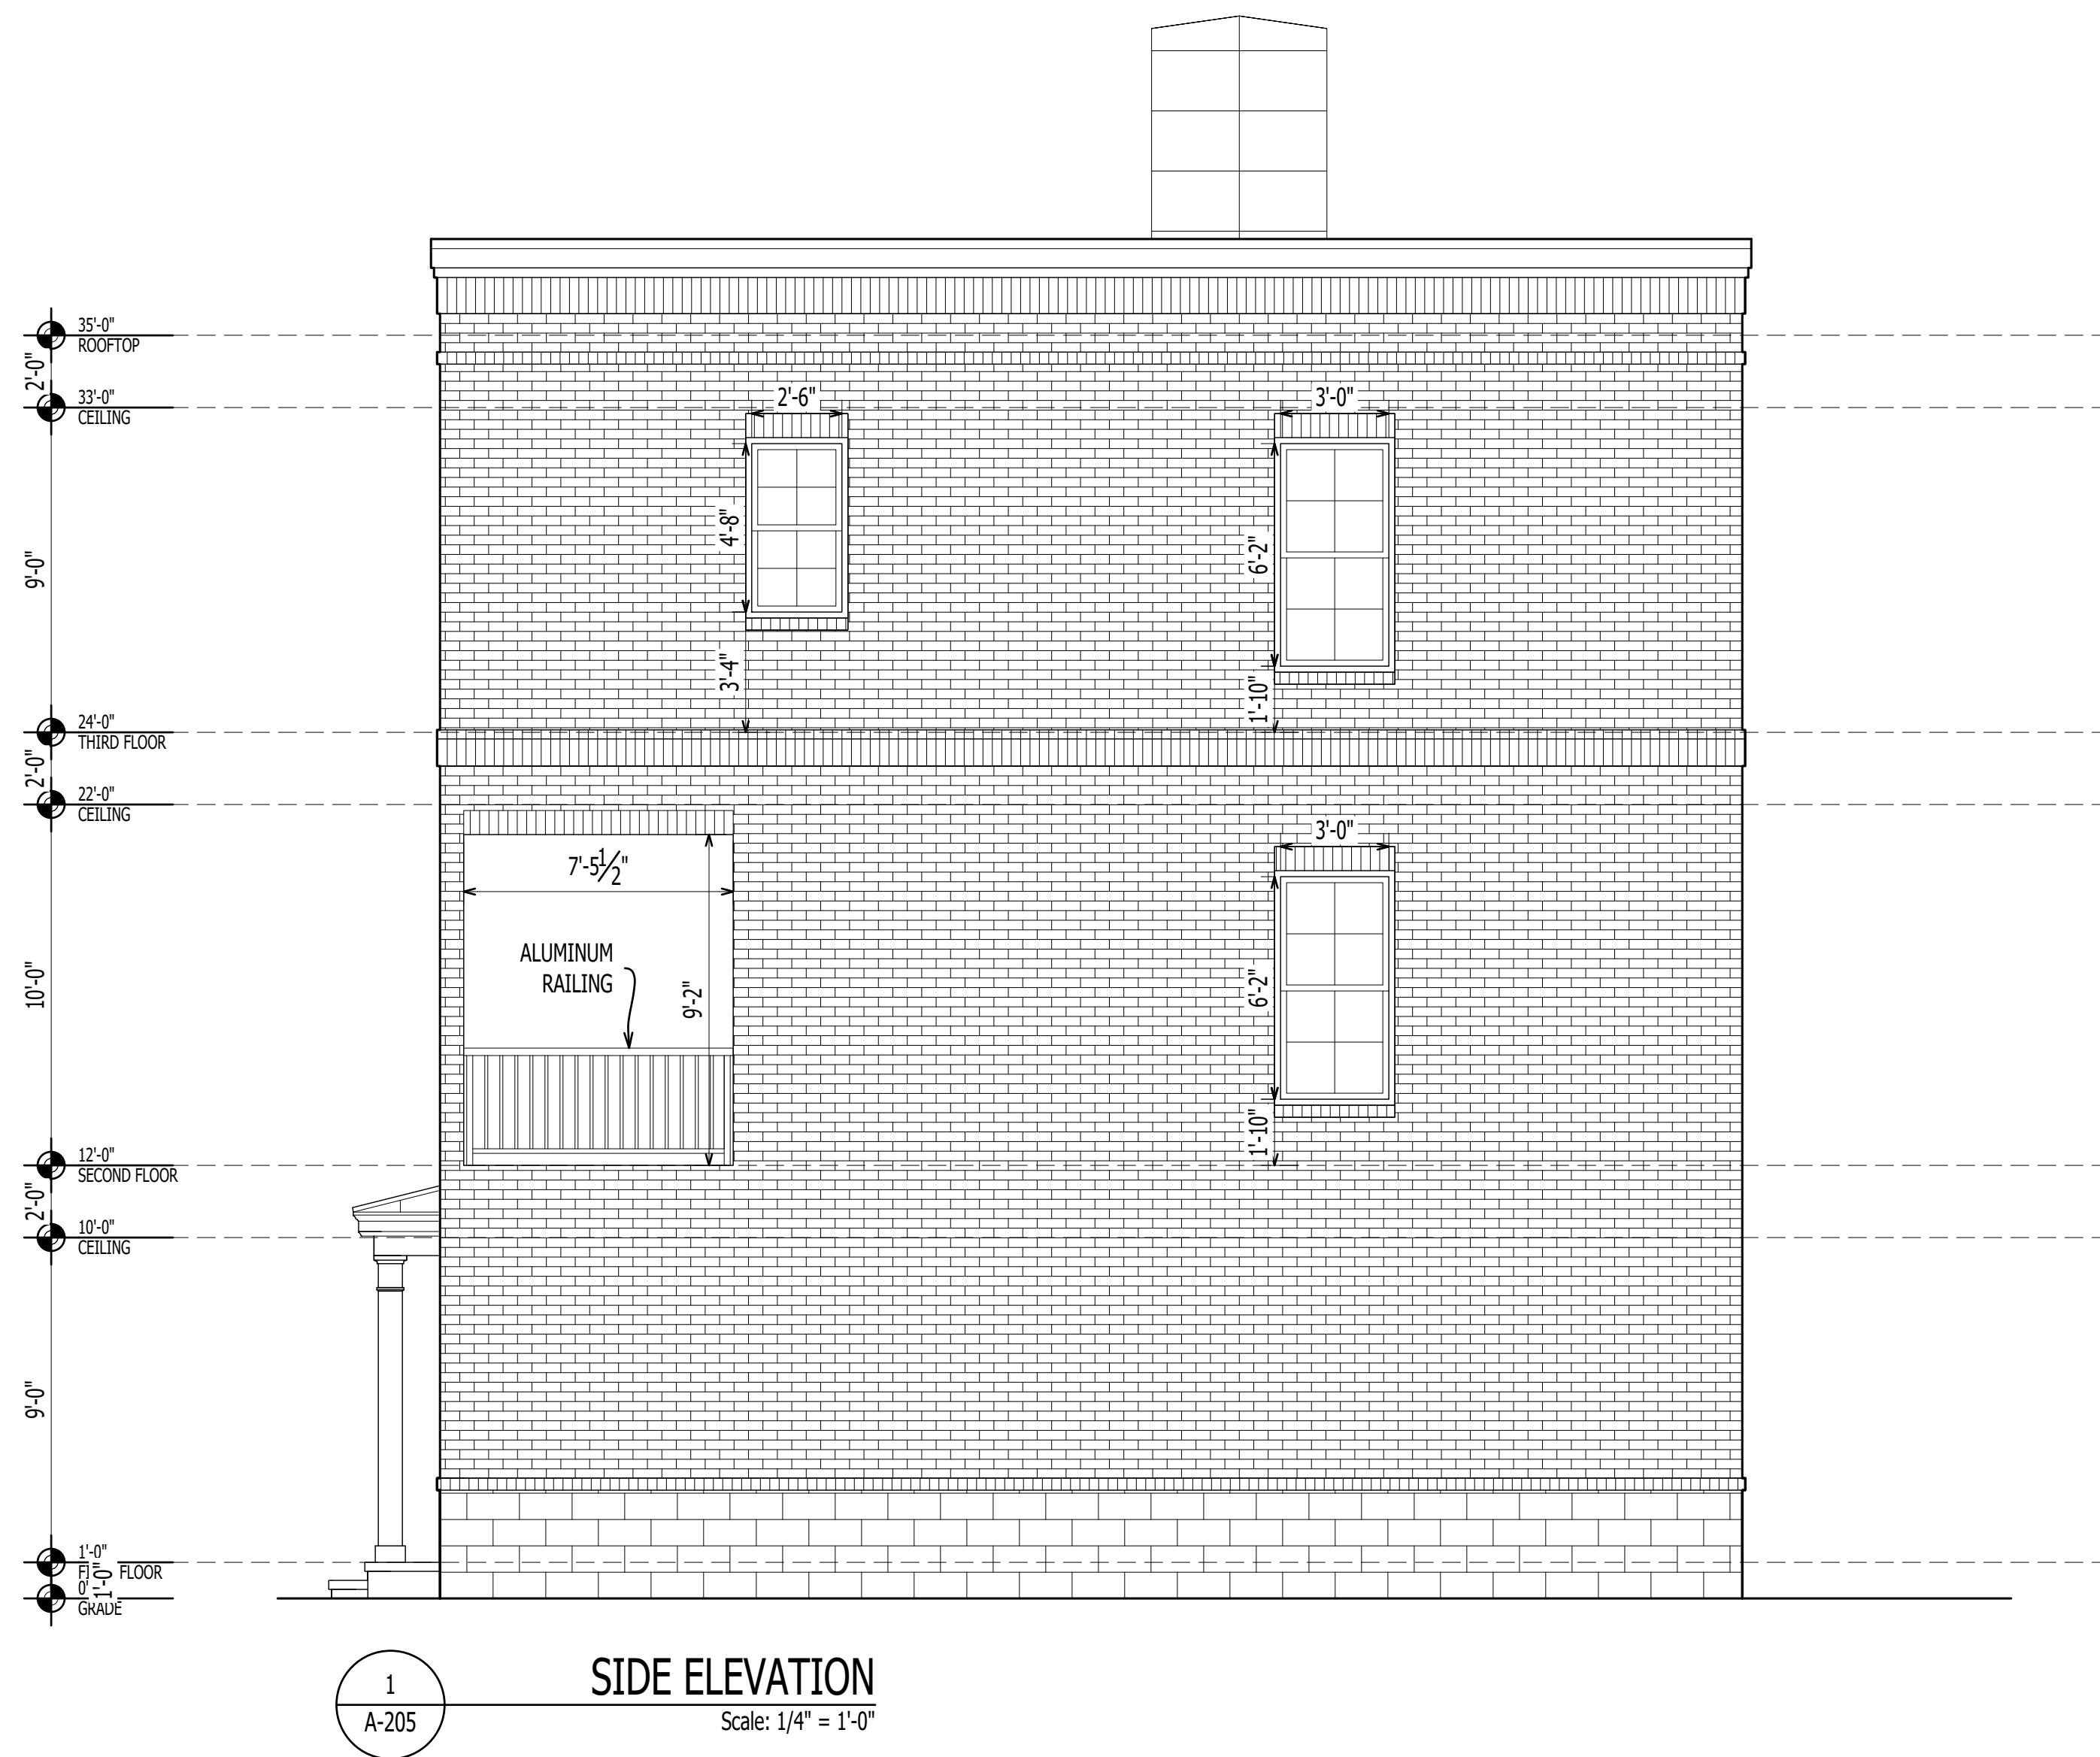 35'-0"
ROOFTOP
2'-0"
33'-0"
CEILING
2'-6"
3'-0"
4'-8"
6'-2"
9'-0"
3'-4"
1'-10"
24'-0"
THIRD FLOOR
2'-0"
22'-0"
CEILING
3'-0"
7'-5 1/2"
ALUMINUM
RAILING
9'-2"
6'-2"
10'-0"
1'-10"
12'-0"
SECOND FLOOR
2'-0"
10'-0"
CEILING
9'-0"
1'-0"
FLOOR
1'-0"
GRADE
1
A-205
SIDE ELEVATION
Scale: 1/4" = 1'-0"